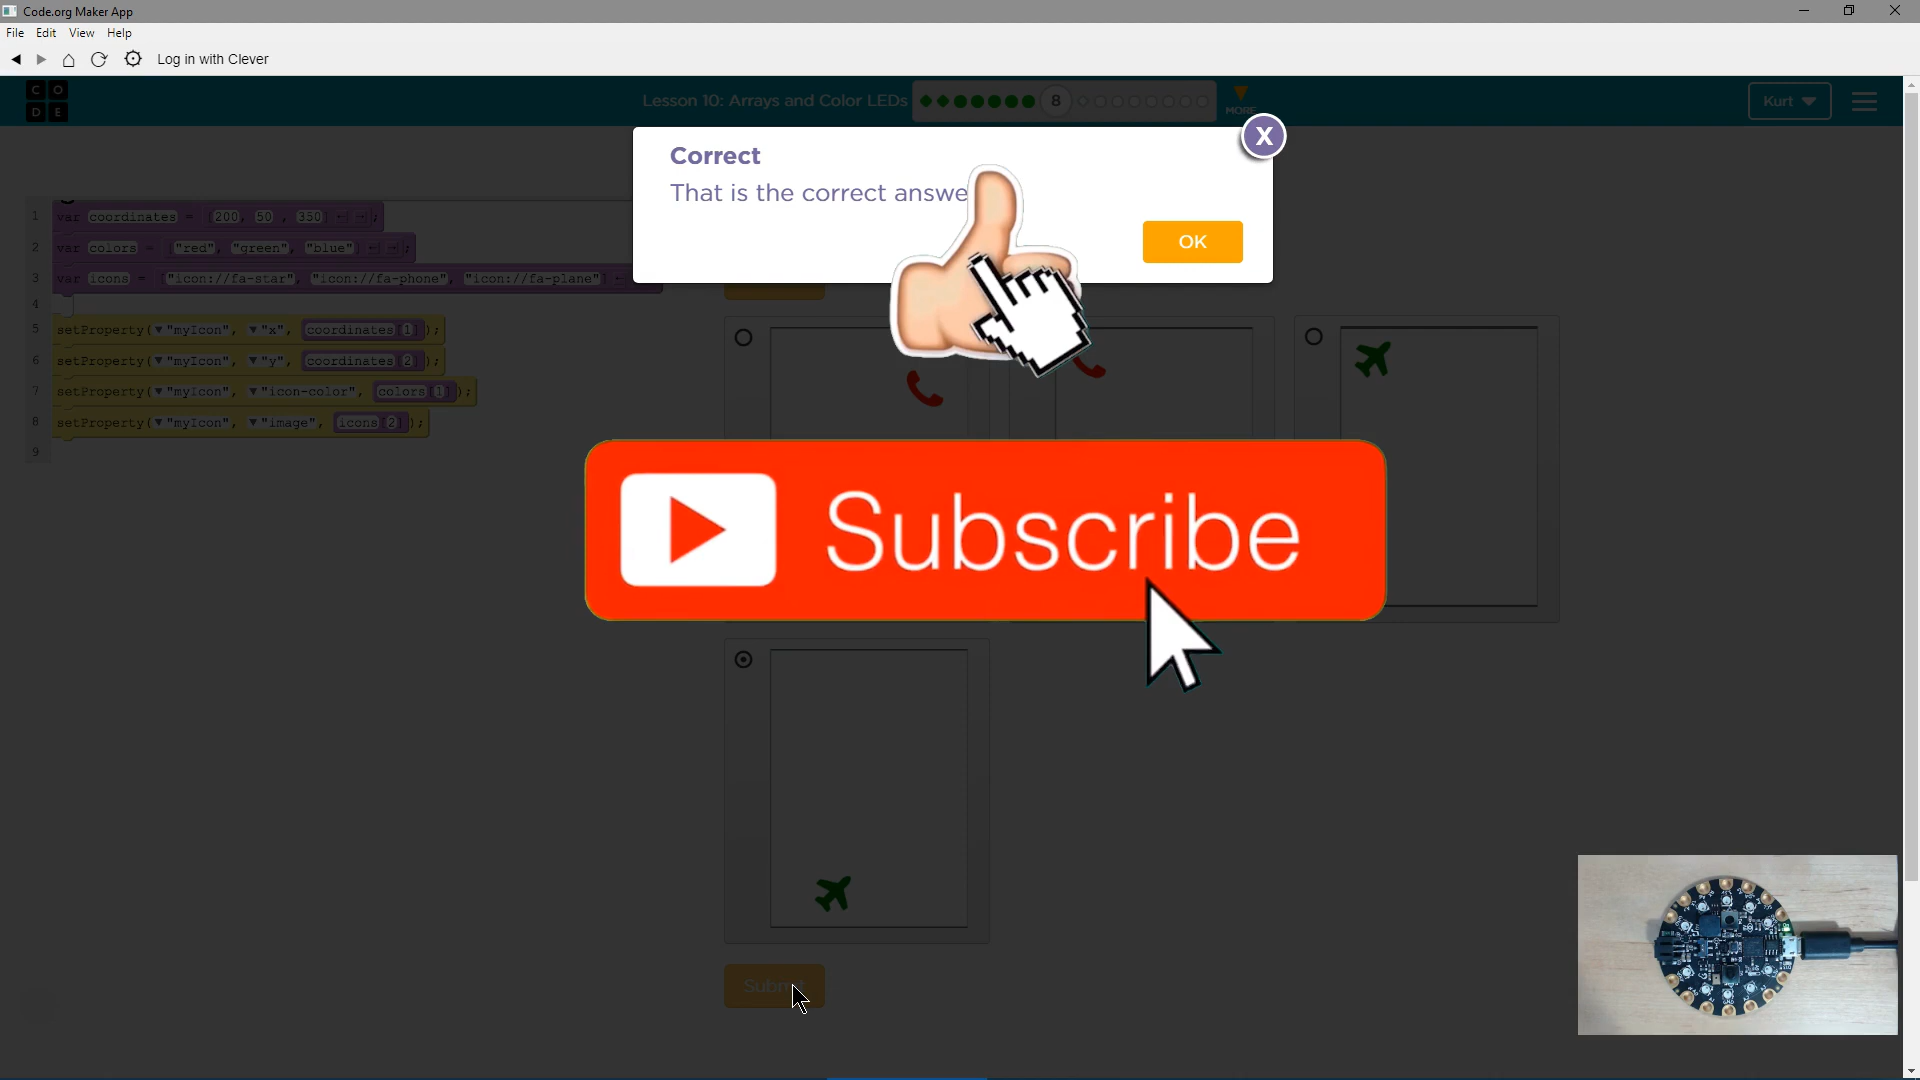 Code.org Maker App
File Edit View Help
Log in with Clever
C O
D E
Lesson 10: Arrays and Color LEDs
8
MORE
Kurt
X
Correct
That is the correct answe
OK
1 var coordinates = [200, 50 , 350];
2 var colors = ["red", "green", "blue"];
3 var icons = ["icon://fa-star", "icon://fa-phone", "icon://fa-plane"]
4
5 setProperty("myIcon", "x", coordinates[1]);
6 setProperty("myIcon", "y", coordinates[2]);
7 setProperty("myIcon", "icon-color", colors[1]);
8 setProperty("myIcon", "image", icons[2]);
9
Subscribe